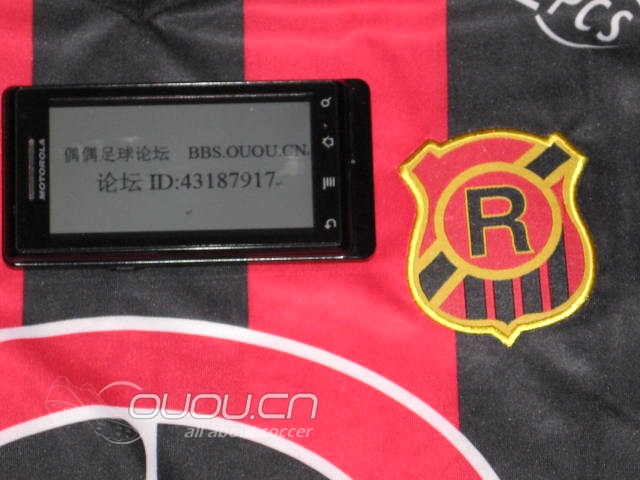 PCS
MOTOROLA
偶偶足球论坛 BBS.OUOU.CN
论坛 ID:43187917
R
OUOU.CN
all about soccer